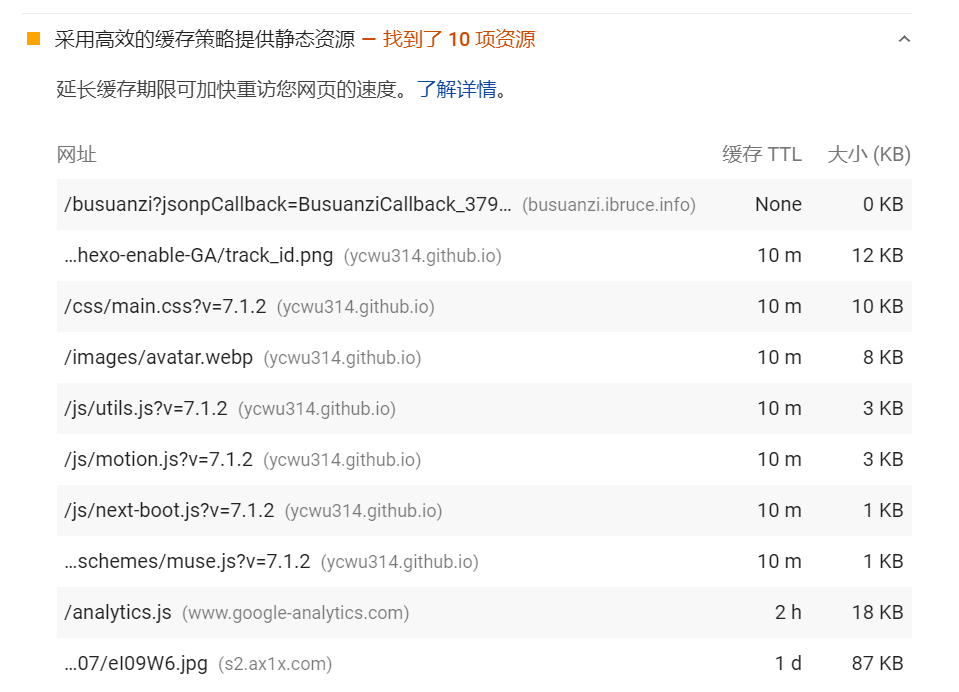 采用高效的缓存策略提供静态资源 — 找到了 10 项资源
延长缓存期限可加快重访您网页的速度。了解详情。
网址 缓存 TTL 大小 (KB)
/busuanzi?jsonpCallback=BusuanziCallback_379... (busuanzi.ibruce.info) None 0 KB
...hexo-enable-GA/track_id.png (ycwu314.github.io) 10 m 12 KB
/css/main.css?v=7.1.2 (ycwu314.github.io) 10 m 10 KB
/images/avatar.webp (ycwu314.github.io) 10 m 8 KB
/js/utils.js?v=7.1.2 (ycwu314.github.io) 10 m 3 KB
/js/motion.js?v=7.1.2 (ycwu314.github.io) 10 m 3 KB
/js/next-boot.js?v=7.1.2 (ycwu314.github.io) 10 m 1 KB
...schemes/muse.js?v=7.1.2 (ycwu314.github.io) 10 m 1 KB
/analytics.js (www.google-analytics.com) 2 h 18 KB
...07/eI09W6.jpg (s2.ax1x.com) 1 d 87 KB